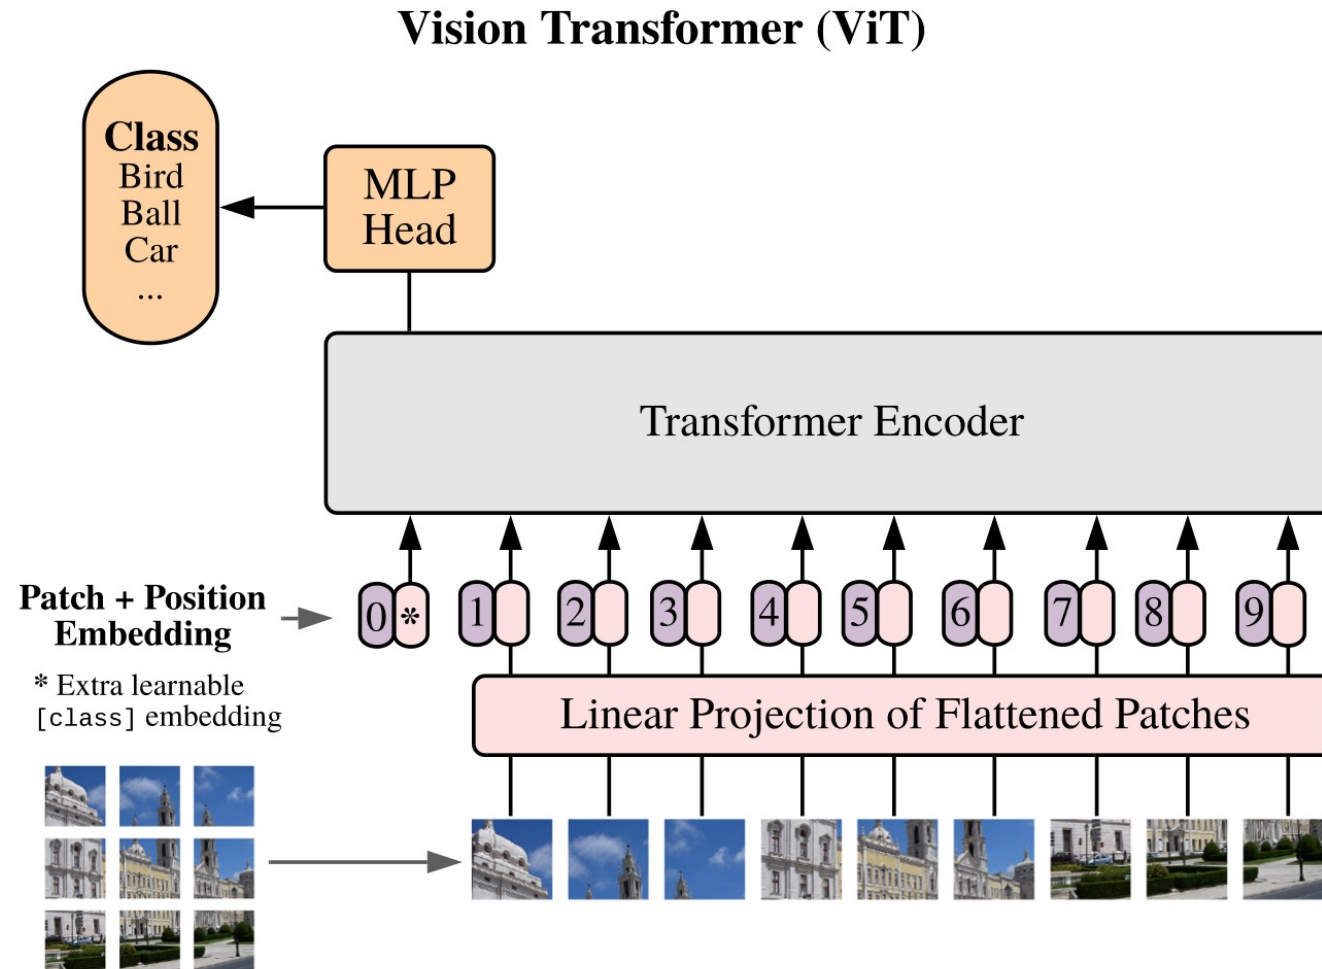 Vision Transformer (ViT)
Class
Bird
Ball
Car
...
MLP
Head
Transformer Encoder
Patch + Position
Embedding
0 * 1 2 3 4 5 6 7 8 9
* Extra learnable
[class] embedding
Linear Projection of Flattened Patches